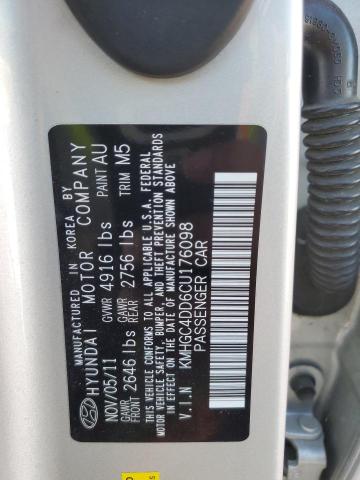 MANUFACTURED IN KOREA BY
HYUNDAI MOTOR COMPANY
NOV/05/11 GVWR 4916 lbs PAINT AU
GAWR FRONT 2646 lbs GAWR REAR 2756 lbs TRIM M5
THIS VEHICLE CONFORMS TO ALL APPLICABLE U.S.A. FEDERAL
MOTOR VEHICLE SAFETY, BUMPER, AND THEFT PREVENTION STANDARDS
IN EFFECT ON THE DATE OF MANUFACTURE SHOWN ABOVE.
V.I.N KMHGC4DD6CU176098
PASSENGER CAR